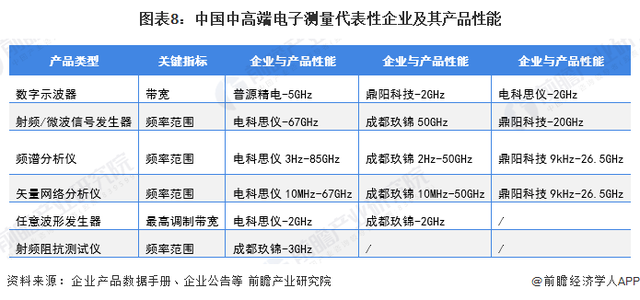 图表8：中国中高端电子测量代表性企业及其产品性能
产品类型 关键指标 企业与产品性能 企业与产品性能 企业与产品性能
数字示波器 带宽 普源精电-5GHz 鼎阳科技-2GHz 电科思仪-2GHz
射频/微波信号发生器 频率范围 电科思仪-67GHz 成都玖锦 50GHz 鼎阳科技-20GHz
频谱分析仪 频率范围 电科思仪 3Hz-85GHz 成都玖锦 2Hz-50GHz 鼎阳科技 9kHz-26.5GHz
矢量网络分析仪 频率范围 电科思仪 10MHz-67GHz 成都玖锦 10MHz-50GHz 鼎阳科技 9kHz-26.5GHz
任意波形发生器 最高调制带宽 电科思仪-2GHz 成都玖锦-2GHz /
射频阻抗测试仪 频率范围 成都玖锦-3GHz / /
资料来源：企业产品数据手册、企业公告等 前瞻产业研究院
@前瞻经济学人APP